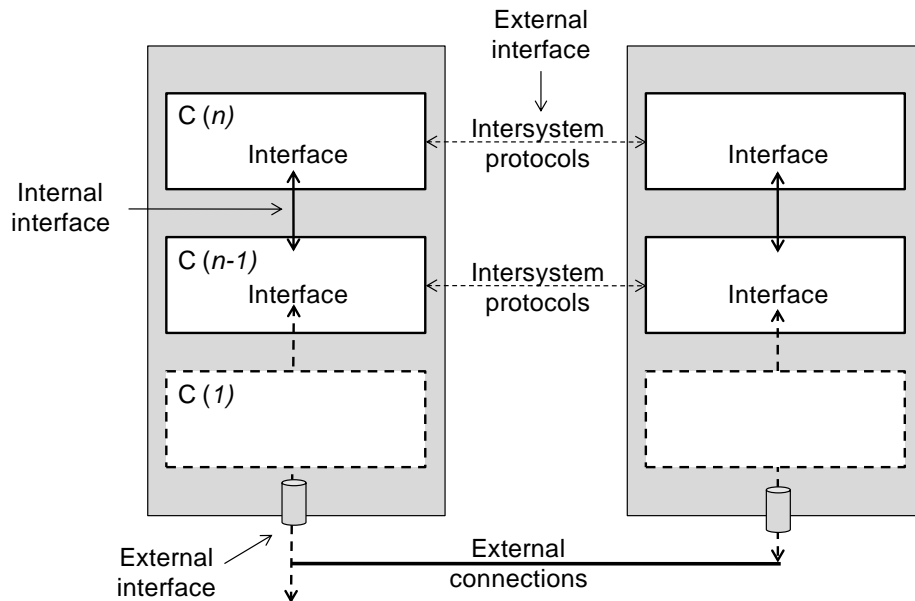 External
interface
C (n)
Interface
Intersystem
protocols
Interface
Internal
interface
C (n-1)
Interface
Intersystem
protocols
Interface
C (1)
External
interface
External
connections